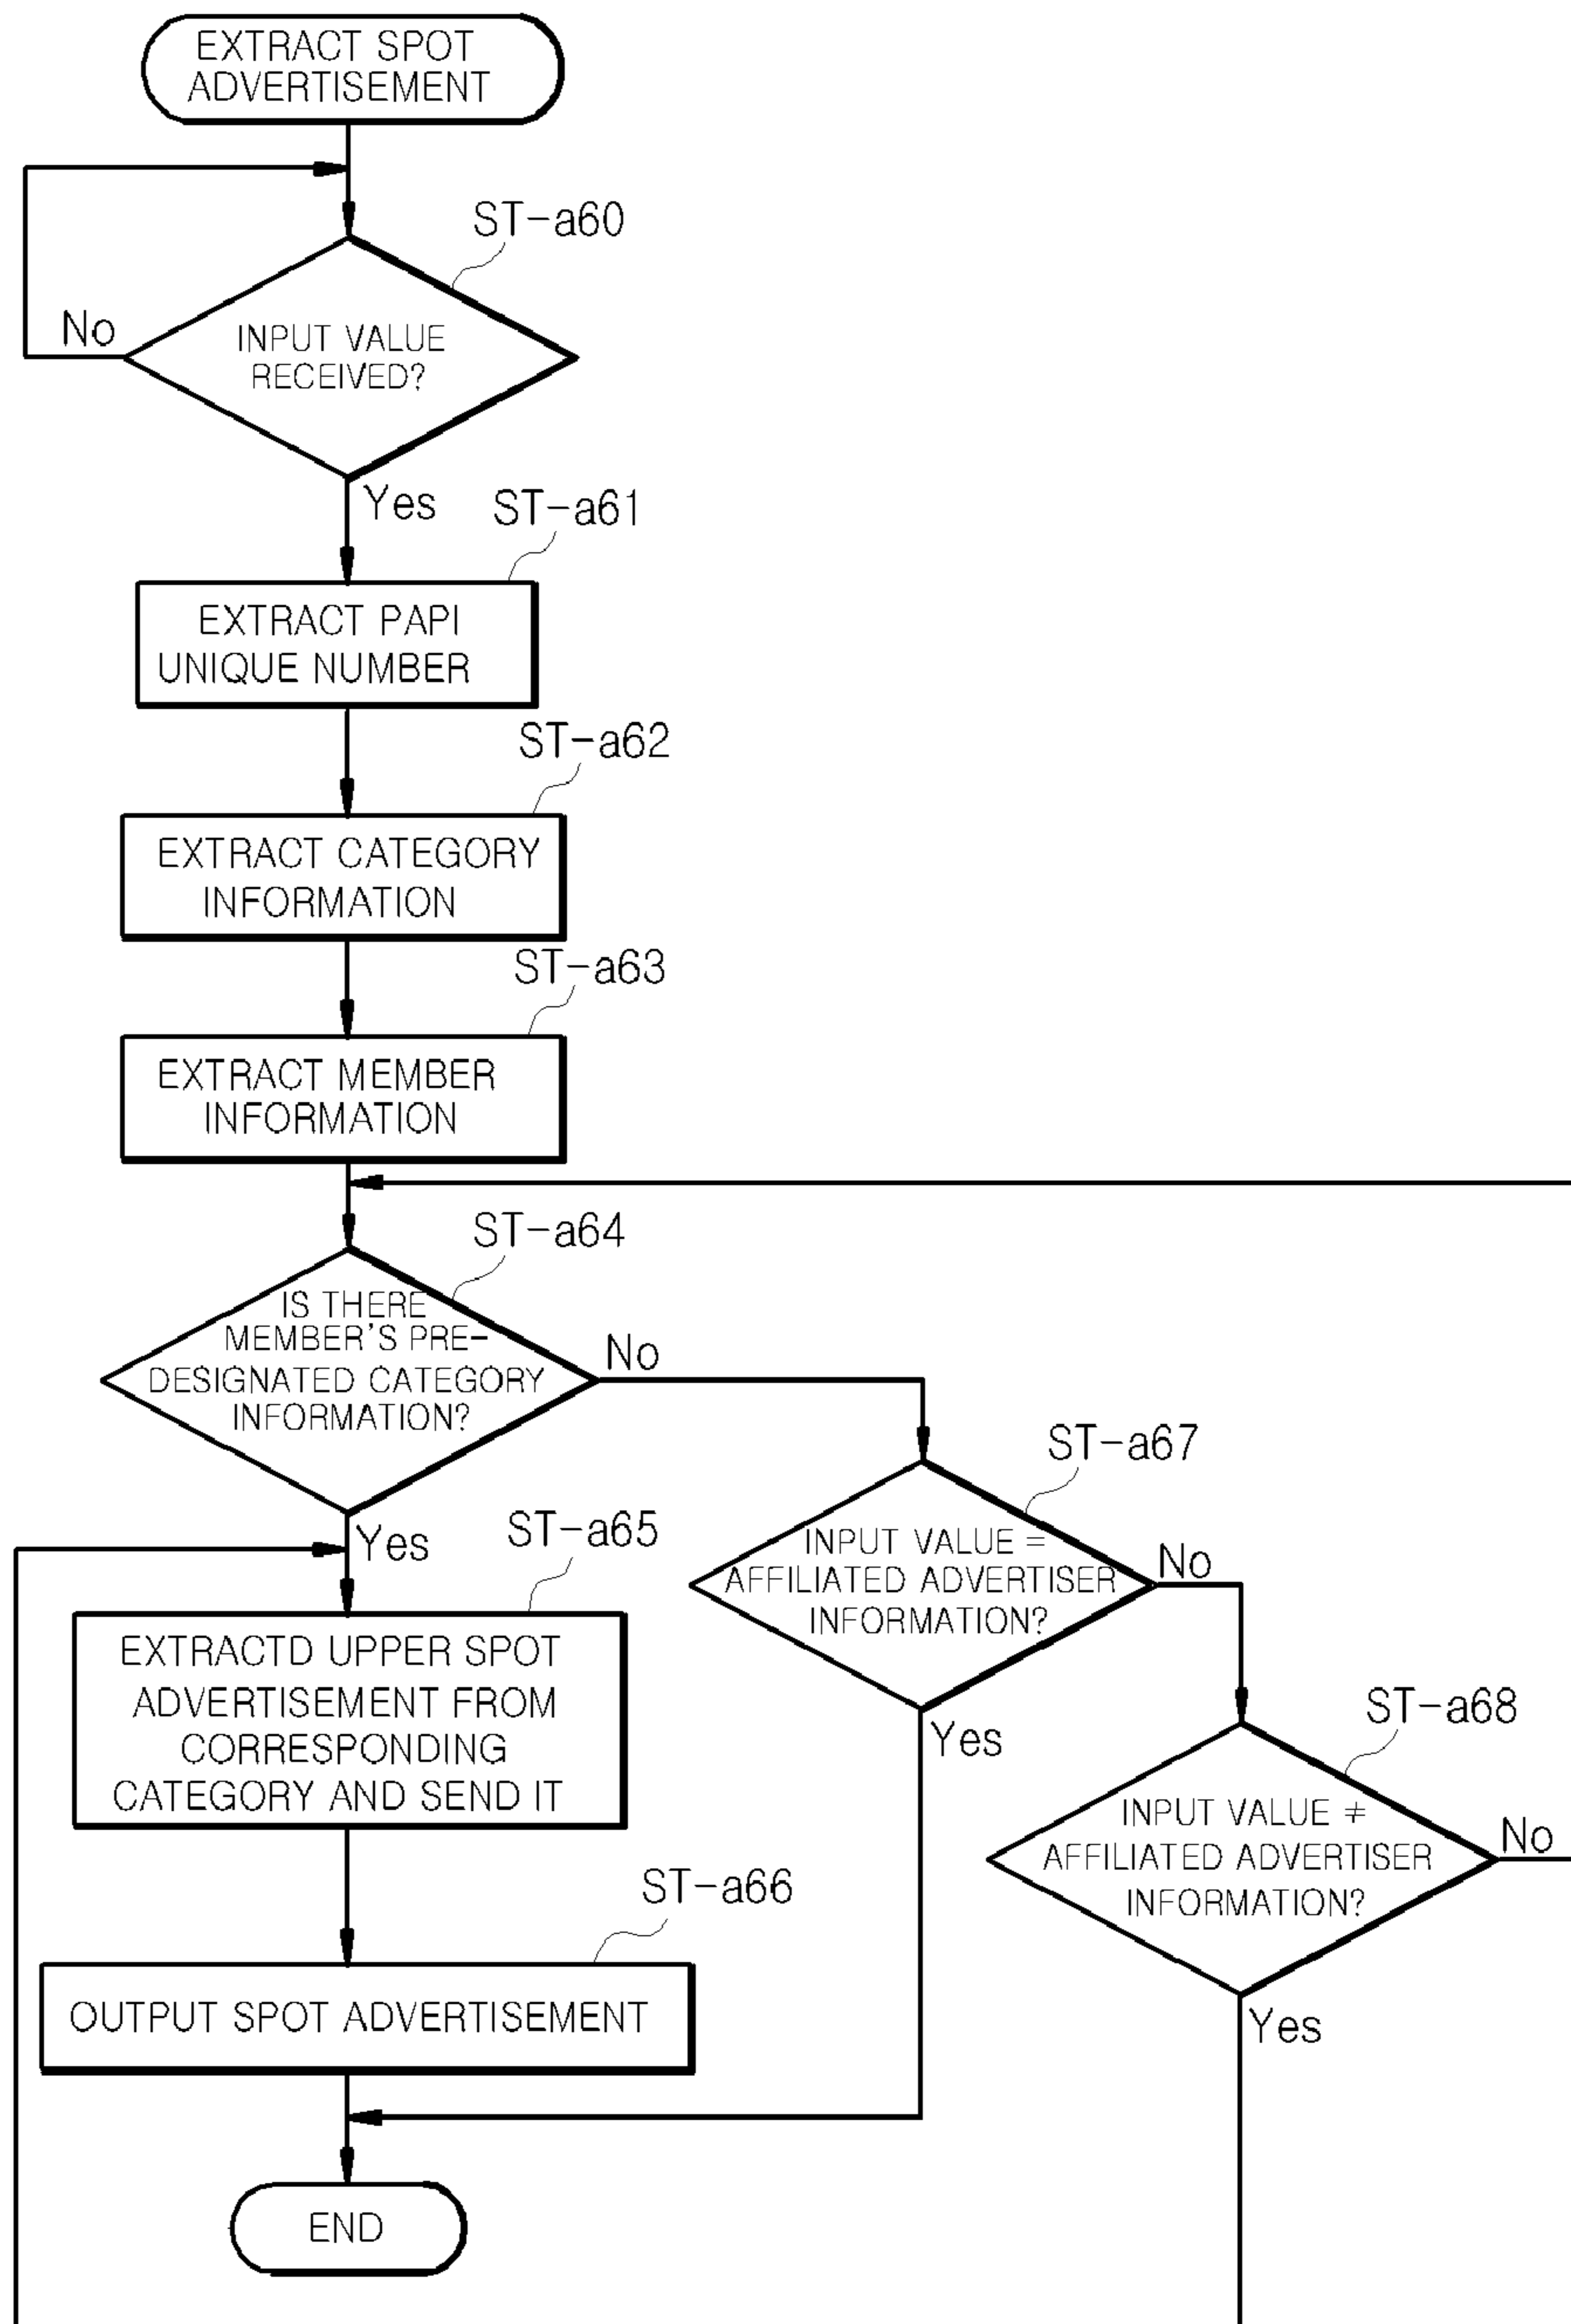 EXTRACT SPOT
ADVERTISEMENT
ST-a60
No
INPUT VALUE
RECEIVED?
Yes
ST-a61
EXTRACT PAPI
UNIQUE NUMBER
ST-a62
EXTRACT CATEGORY
INFORMATION
ST-a63
EXTRACT MEMBER
INFORMATION
ST-a64
IS THERE
MEMBER'S PRE-
DESIGNATED CATEGORY
INFORMATION?
No
Yes
ST-a67
INPUT VALUE =
AFFILIATED ADVERTISER
INFORMATION?
No
Yes
ST-a65
EXTRACTD UPPER SPOT
ADVERTISEMENT FROM
CORRESPONDING
CATEGORY AND SEND IT
ST-a68
INPUT VALUE ≠
AFFILIATED ADVERTISER
INFORMATION?
No
Yes
ST-a66
OUTPUT SPOT ADVERTISEMENT
END